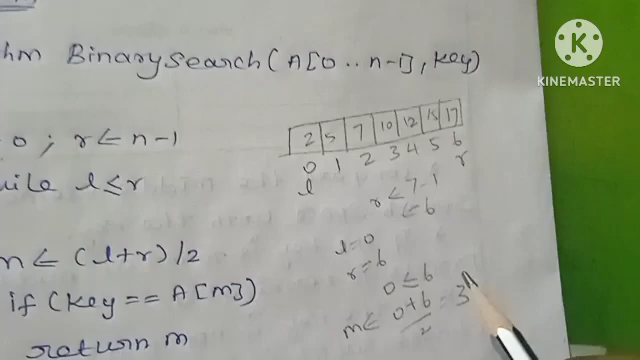 hm BinarySearch(A[0..n-1], Key)
KINEMASTER
=0; r←n-1
2 5 7 10 12 15 17
0 1 2 3 4 5 6
l r
ile l≤r
r←7-1
←6
l=0
r=6
0≤6
m←(l+r)/2
m← 0+6/2 = 3
if (Key == A[m])
return m